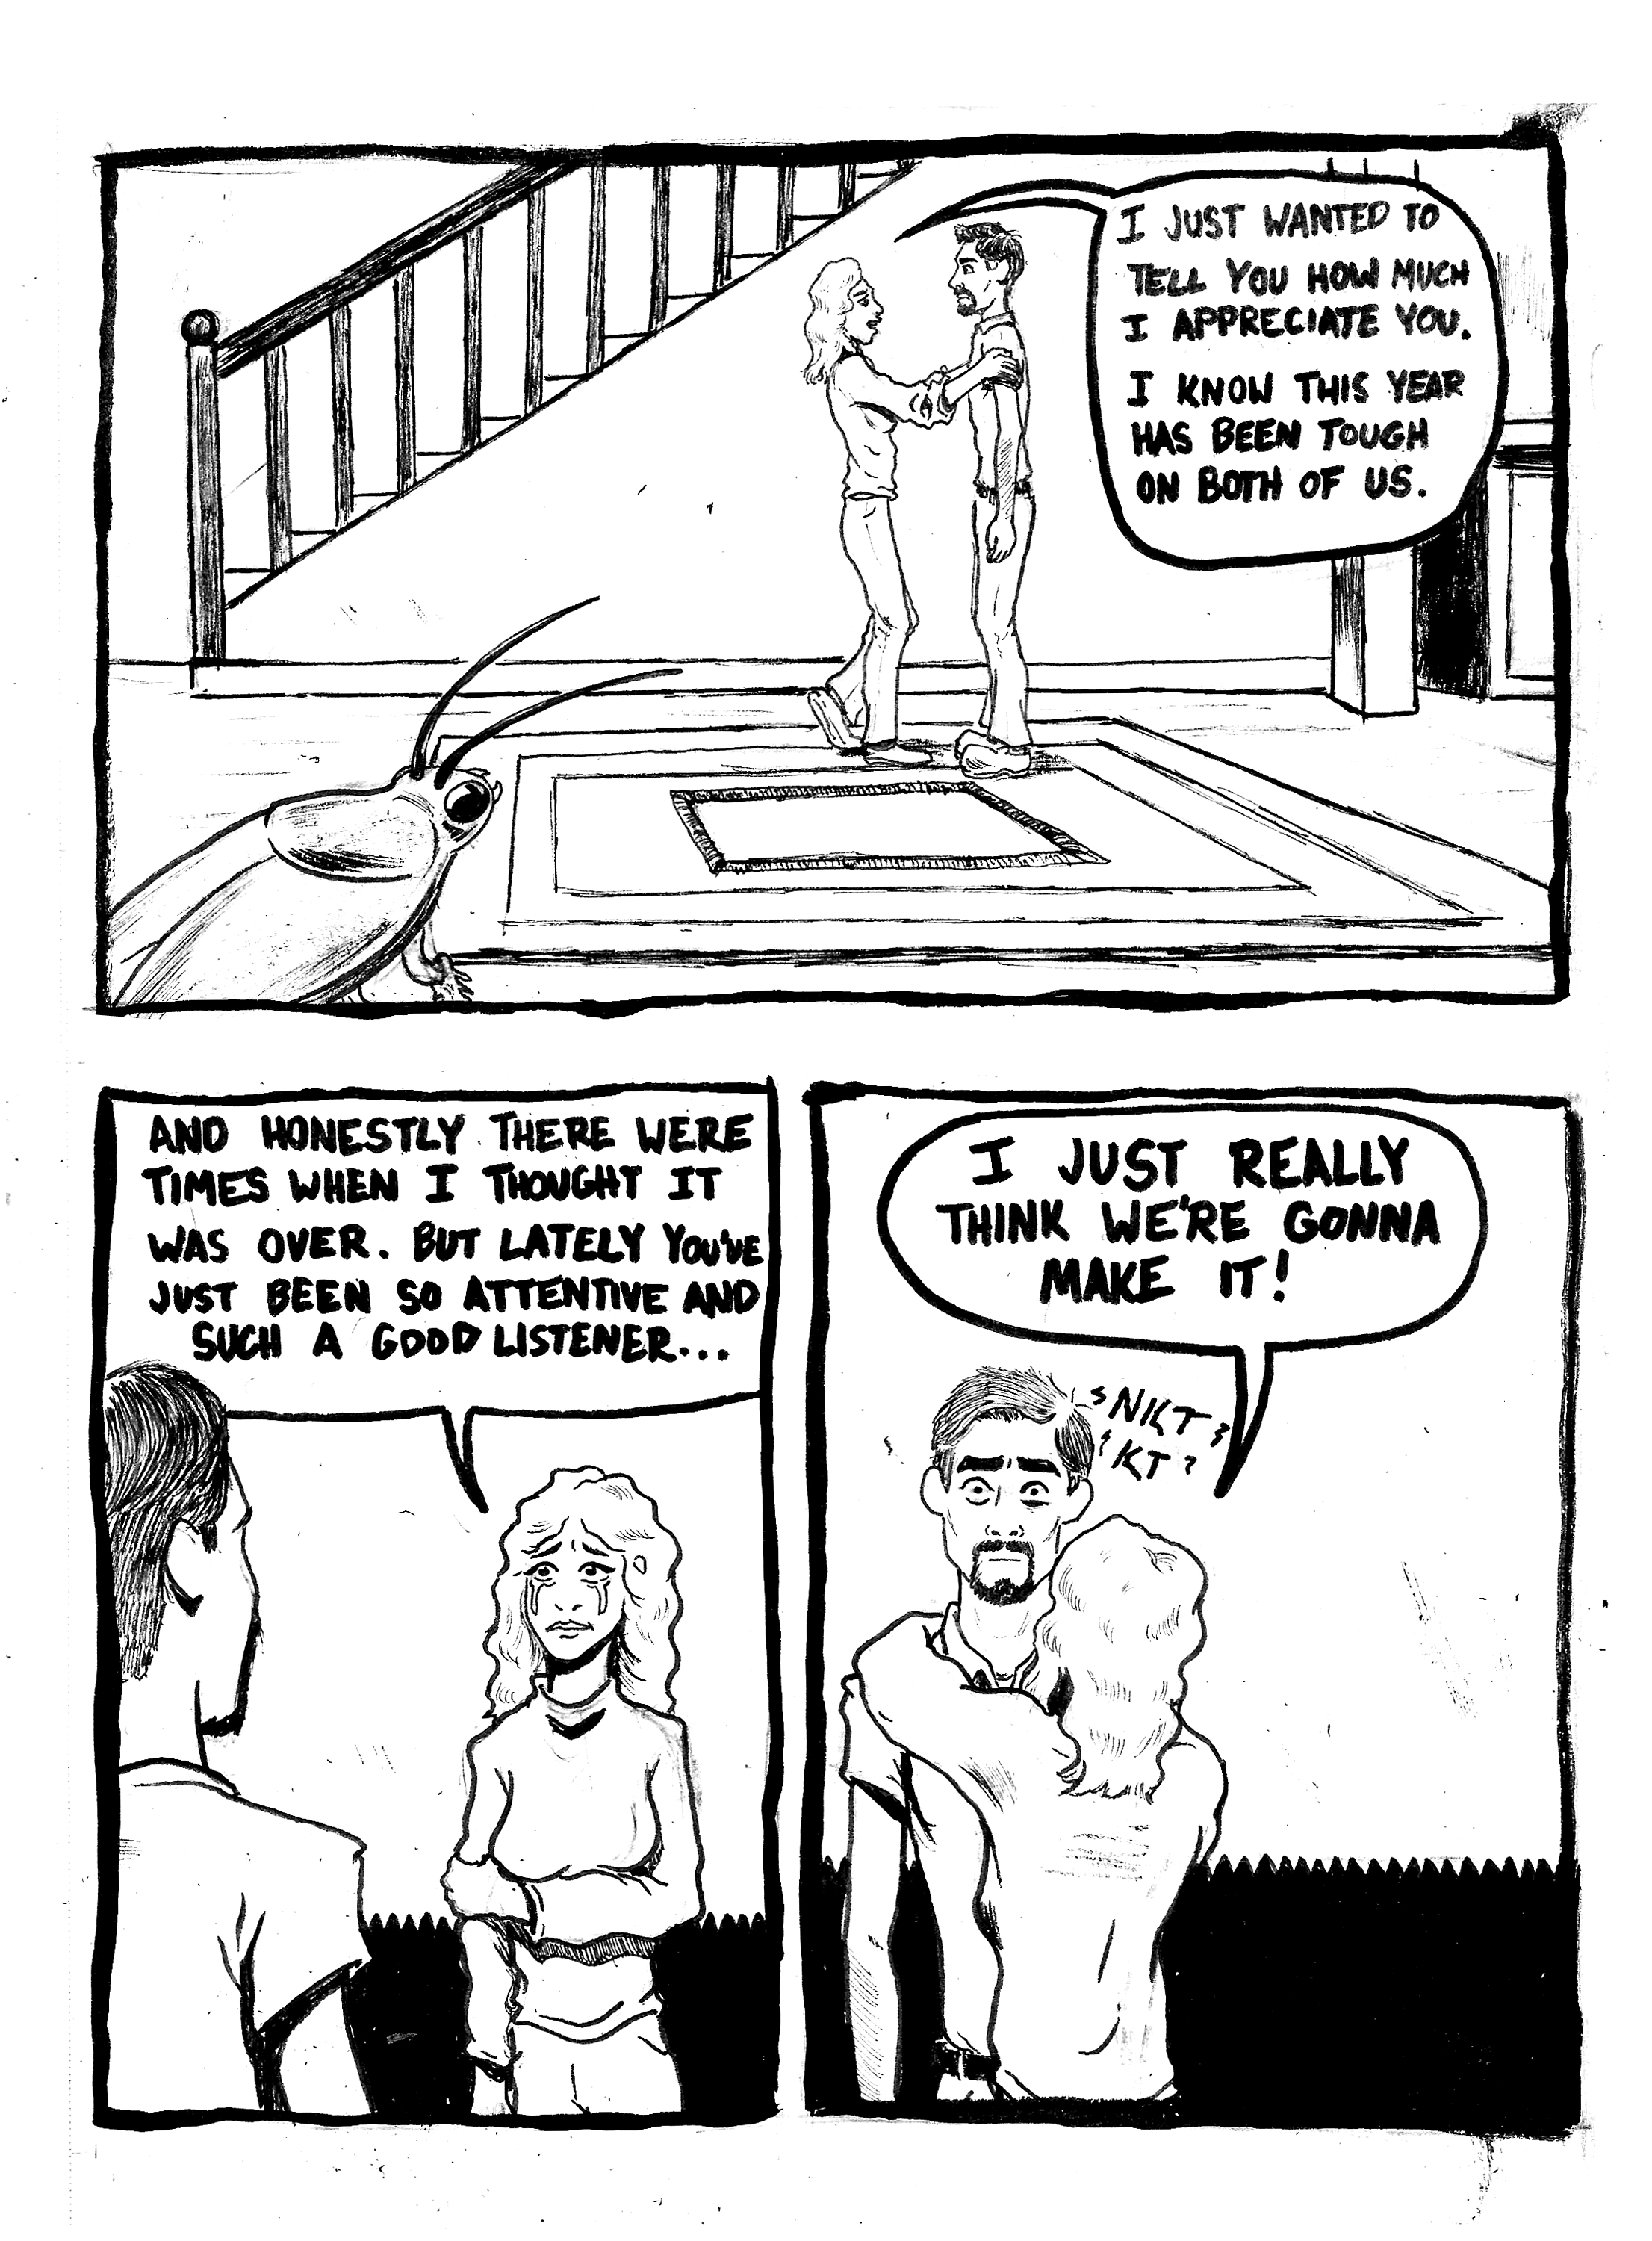 I JUST WANTED TO
TELL YOU HOW MUCH
I APPRECIATE YOU.
I KNOW THIS YEAR
HAS BEEN TOUGH
ON BOTH OF US.
AND HONESTLY THERE WERE
TIMES WHEN I THOUGHT IT
WAS OVER. BUT LATELY YOU'VE
JUST BEEN SO ATTENTIVE AND
SUCH A GOOD LISTENER...
I JUST REALLY
THINK WE'RE GONNA
MAKE IT!
NKT
KT